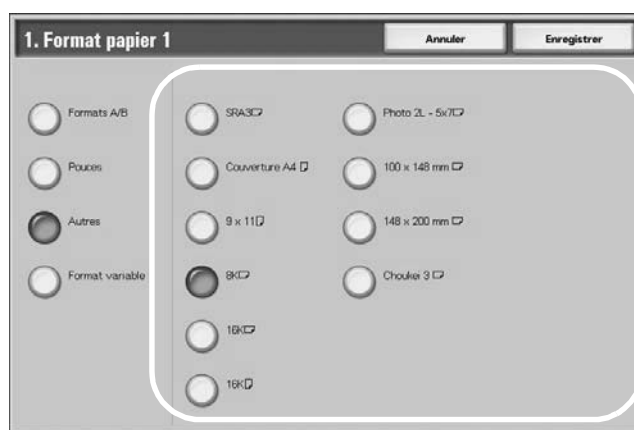 1. Format papier 1
Annuler
Enregistrer
Formats A/B
Pouces
Autres
Format variable
SRA3
Couverture A4
9 x 11
8K
16K
16K
Photo 2L - 5x7
100 x 148 mm
148 x 200 mm
Choukei 3